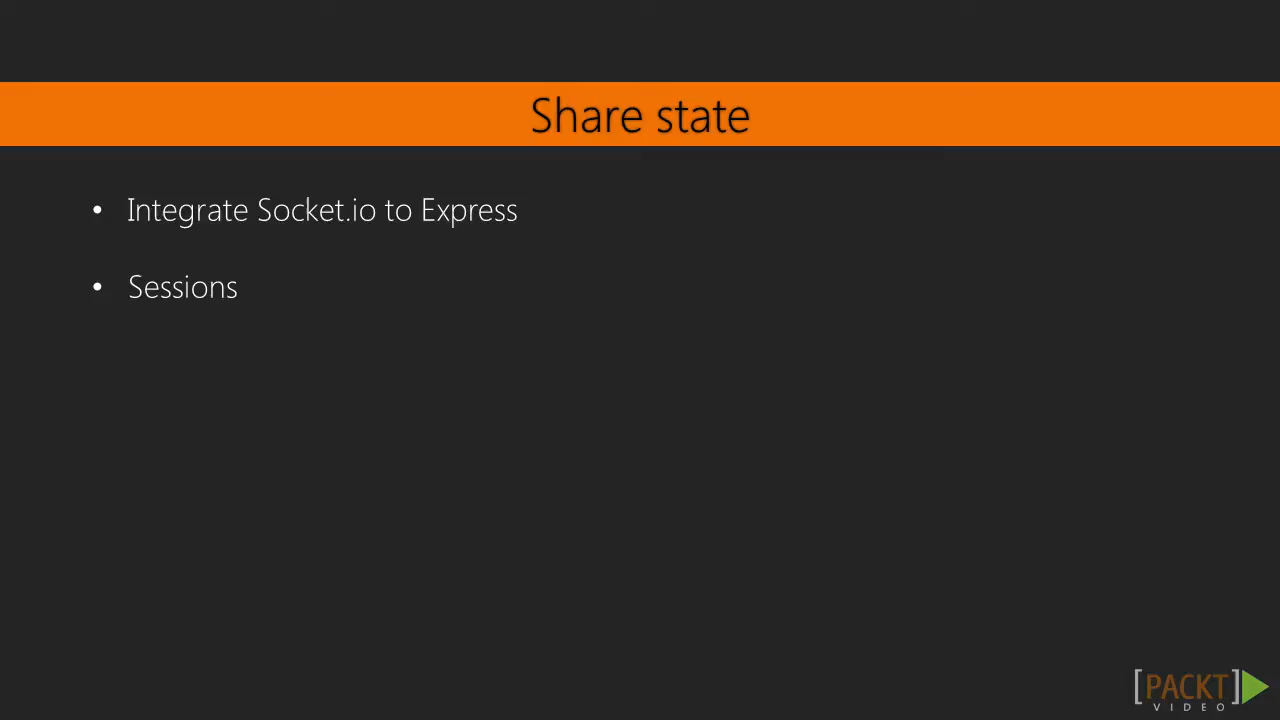 Share state
• Integrate Socket.io to Express
• Sessions
[PACKT]
VIDEO